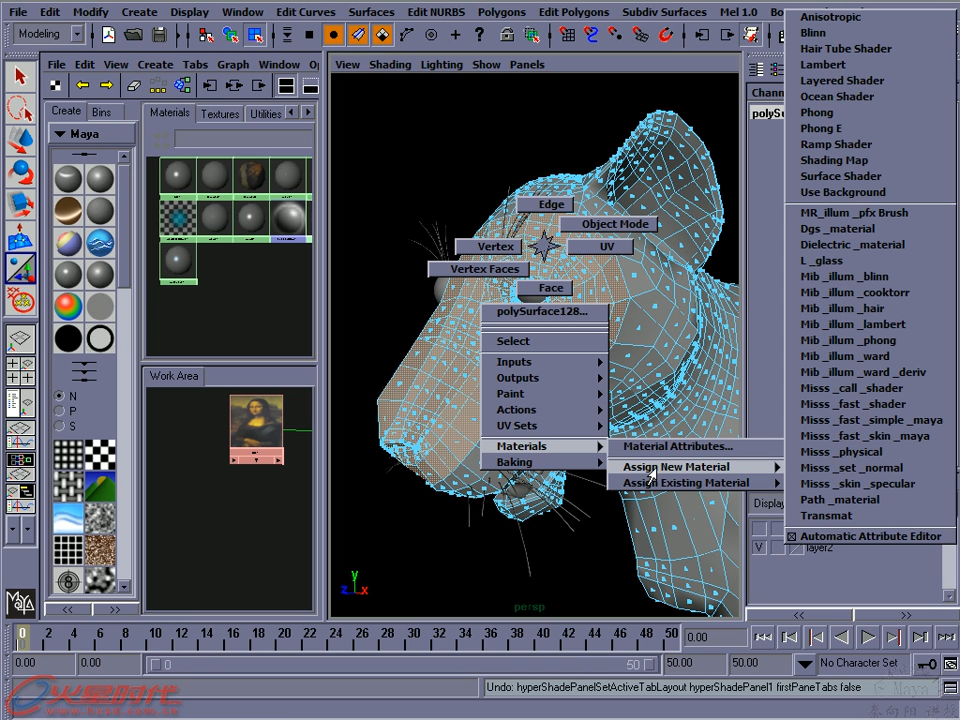 File Edit Modify Create Display Window Edit Curves Surfaces Edit NURBS Polygons Edit Polygons Subdiv Surfaces Mel 1.0
Modeling
File Edit View Create Tabs Graph Window
View Shading Lighting Show Panels
Create Bins
Maya
Materials Textures Utilities
N
P
S
Work Area
Edge
Object Mode
Vertex
UV
Vertex Faces
Face
polySurface128...
Select
Inputs
Outputs
Paint
Actions
UV Sets
Materials
Baking
Material Attributes...
Assign New Material
Assign Existing Material
Anisotropic
Blinn
Hair Tube Shader
Lambert
Layered Shader
Ocean Shader
Phong
Phong E
Ramp Shader
Shading Map
Surface Shader
Use Background
MR_illum _pfx Brush
Dgs _material
Dielectric _material
L _glass
Mib _illum _blinn
Mib _illum _cooktorr
Mib _illum _hair
Mib _illum _lambert
Mib _illum _phong
Mib _illum _ward
Mib _illum _ward _deriv
Misss _call _shader
Misss _fast _shader
Misss _fast _simple _maya
Misss _fast _skin _maya
Misss _physical
Misss _set _normal
Misss _skin _specular
Path _material
Transmat
Automatic Attribute Editor
V
layer2
y
z x
persp
<< >>
<< >>
0 2 4 6 8 10 12 14 16 18 20 22 24 26 28 30 32 34 36 38 40 42 44 46 48 50
0.00
0.00 0.00 0 50 50.00 50.00 No Character Set
Undo: hyperShadePanelSetActiveTabLayout hyperShadePanel1 firstPaneTabs false
火星时代